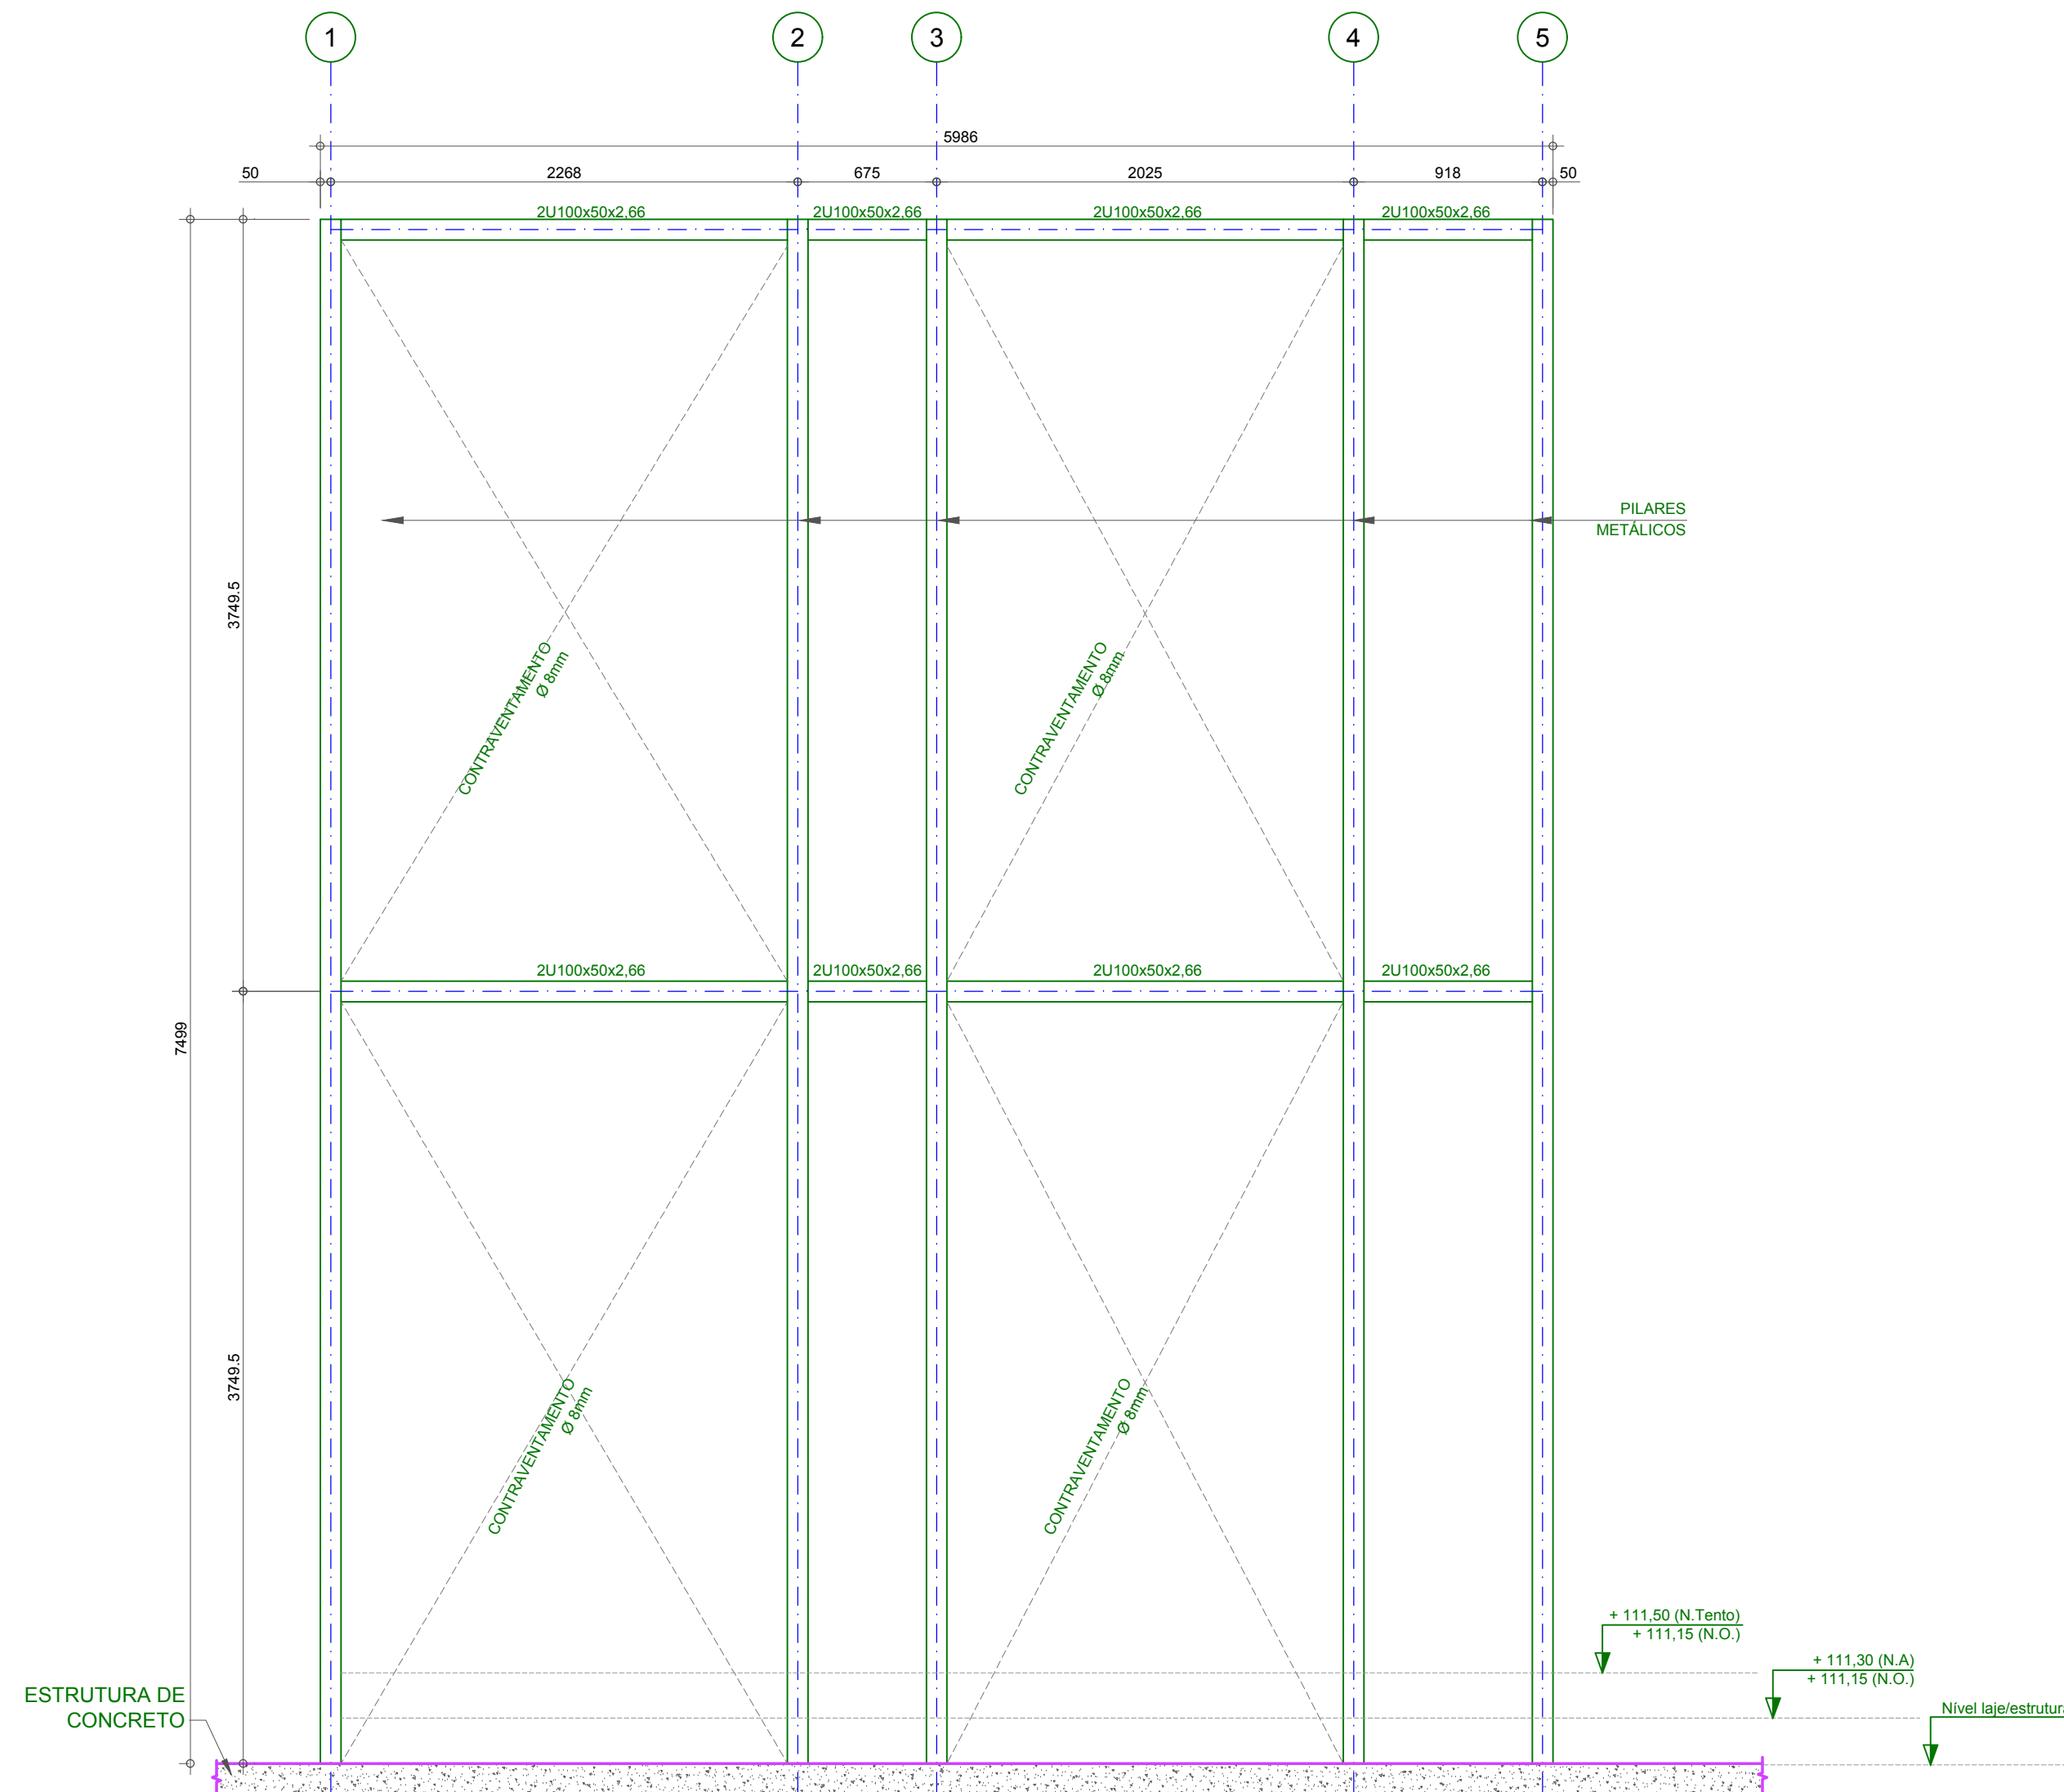 1 2 3 4 5
5986
50 2268 675 2025 918 50
2U100x50x2,66 2U100x50x2,66 2U100x50x2,66 2U100x50x2,66
PILARES
METÁLICOS
3749.5
CONTRAVENTAMENTO
Ø 8mm
CONTRAVENTAMENTO
Ø 8mm
2U100x50x2,66 2U100x50x2,66 2U100x50x2,66 2U100x50x2,66
7499
3749.5
CONTRAVENTAMENTO
Ø 8mm
CONTRAVENTAMENTO
Ø 8mm
+ 111,50 (N.Tento)
+ 111,15 (N.O.)
+ 111,30 (N.A)
+ 111,15 (N.O.)
ESTRUTURA DE
CONCRETO
Nível laje/estrutura